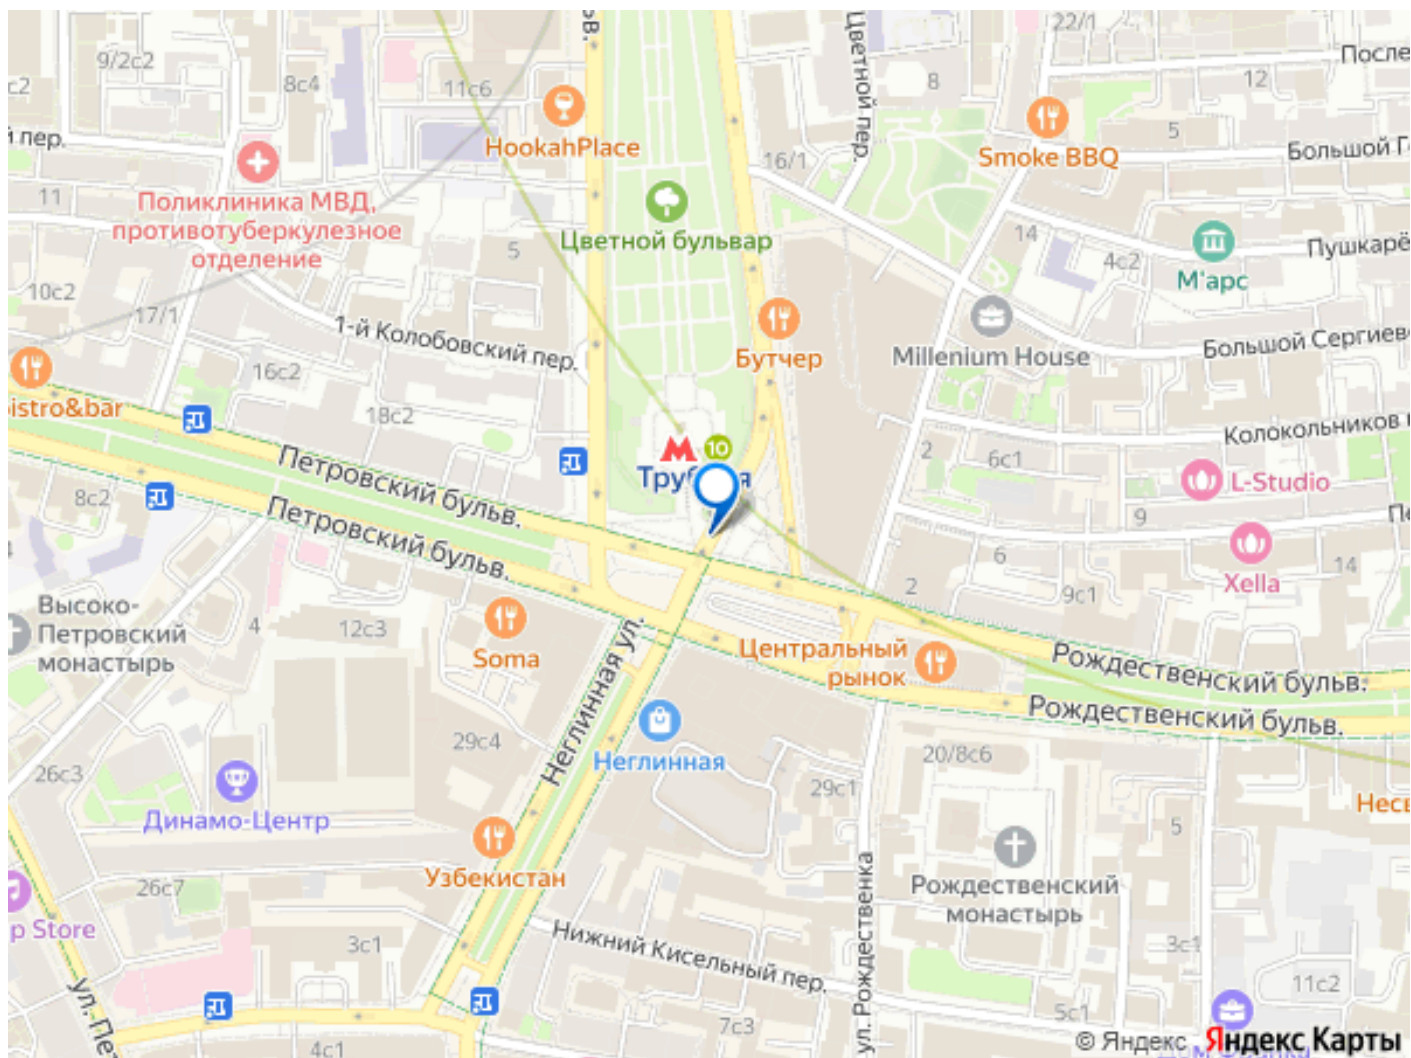 22/1
9/2с2
8с4
11с6
8
12
После
HookahPlace
Цветной пер.
Smoke BBQ
5
Большой Г
16/1
11
Поликлиника МВД,
противотуберкулезное
отделение
5
Цветной бульвар
14
4с2
Пушкарё
М'арс
10с2
17/1
1-й Колобовский пер.
Бутчер
Millenium House
Большой Сергиев
16с2
bistro&bar
18с2
Колокольников
2
6с1
10
L-Studio
Петровский бульв.
8с2
Петровский бульв.
9
6
Xella
14
2
9с1
Высоко-
Петровский
монастырь
4
12с3
Soma
Неглинная ул.
Центральный
рынок
Рождественский бульв.
Рождественский бульв.
29с4
Неглинная
20/8с6
29с1
26с3
Динамо-Центр
5
Узбекистан
26с7
ул. Рождественка
Рождественский
монастырь
p Store
3с1
Нижний Кисельный пер.
3с1
11с2
7с3
5с1
4с1
© Яндекс Яндекс Карты